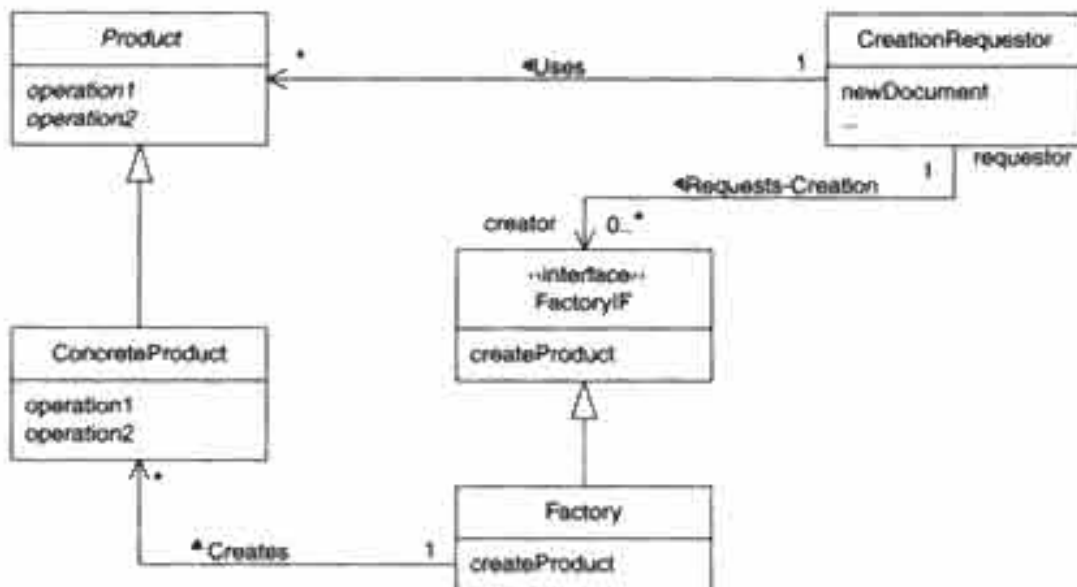 Product
operation1
operation2
*
◄Uses
1
CreationRequestor
newDocument
...
requestor
1
◄Requests-Creation
creator
0..*
«interface»
FactoryIF
createProduct
ConcreteProduct
operation1
operation2
*
▲Creates
1
Factory
createProduct